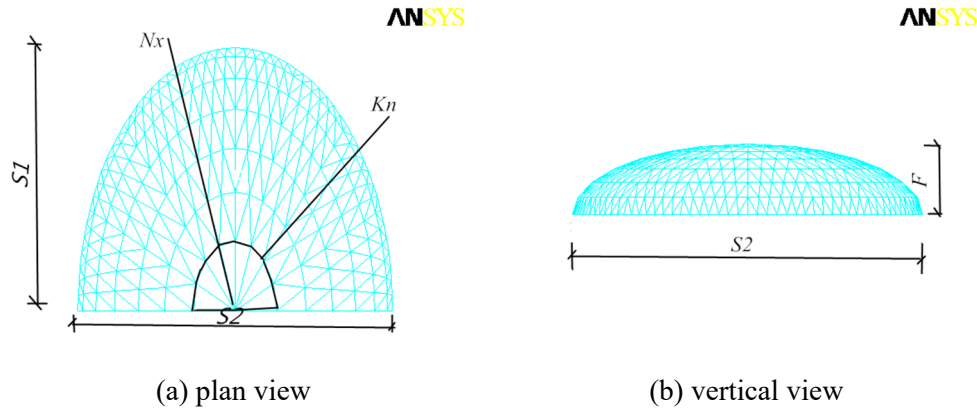 ANSYS
ANSYS
Nx
Kn
S1
S2
F
S2
(a) plan view
(b) vertical view